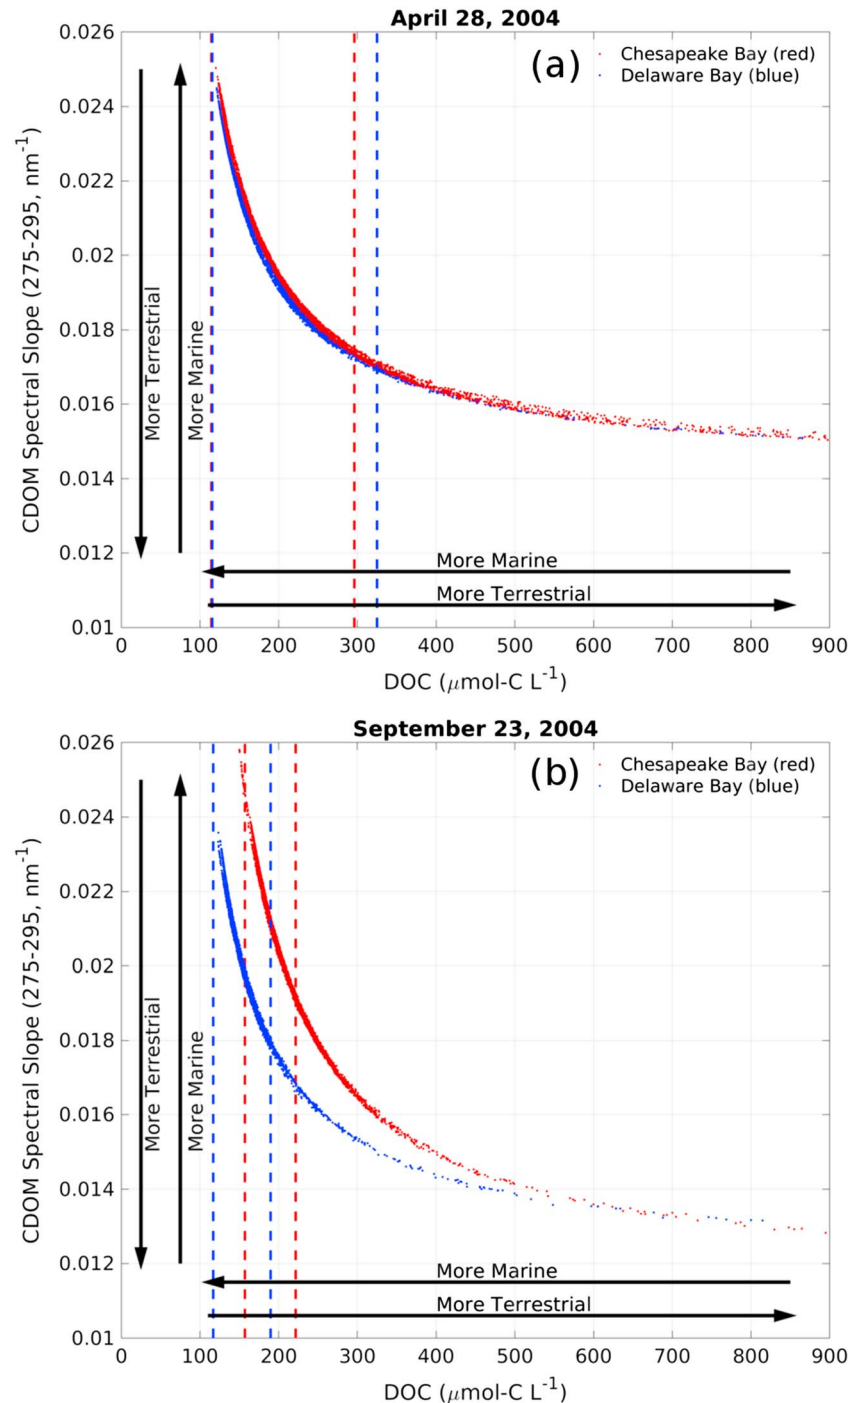 April 28, 2004
0.026
0.024
0.022
0.02
0.018
0.016
0.014
0.012
0.01
CDOM Spectral Slope (275-295, nm⁻¹)
(a)
Chesapeake Bay (red)
Delaware Bay (blue)
More Terrestrial
More Marine
More Marine
More Terrestrial
0 100 200 300 400 500 600 700 800 900
DOC (μmol-C L⁻¹)
September 23, 2004
0.026
0.024
0.022
0.02
0.018
0.016
0.014
0.012
0.01
CDOM Spectral Slope (275-295, nm⁻¹)
(b)
Chesapeake Bay (red)
Delaware Bay (blue)
More Terrestrial
More Marine
More Marine
More Terrestrial
0 100 200 300 400 500 600 700 800 900
DOC (μmol-C L⁻¹)